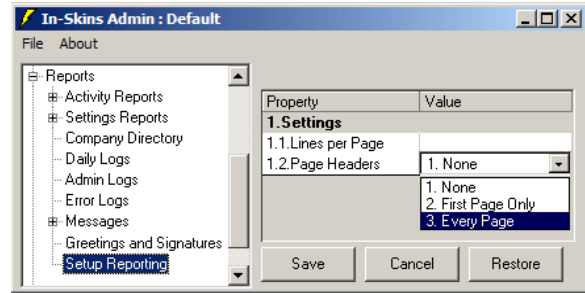 In-Skins Admin : Default
File About
Reports
Activity Reports
Settings Reports
Company Directory
Daily Logs
Admin Logs
Error Logs
Messages
Greetings and Signatures
Setup Reporting
Property Value
1.Settings
1.1.Lines per Page
1.2.Page Headers 1. None
1. None
2. First Page Only
3. Every Page
Save Cancel Restore